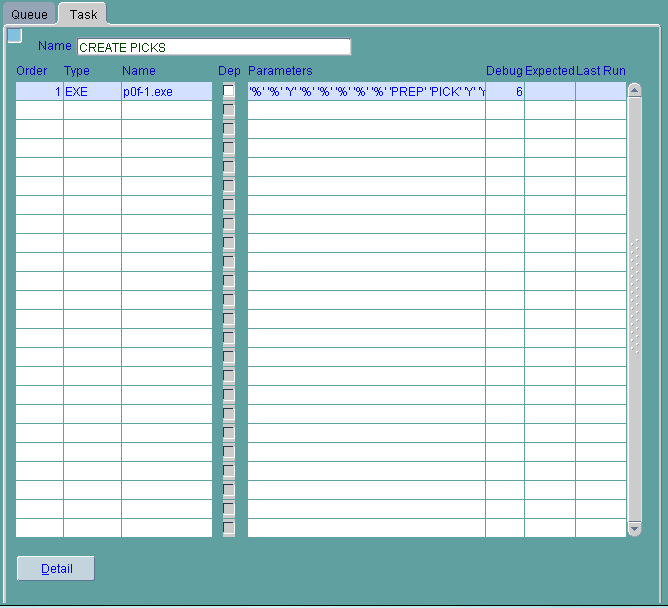 Queue Task
Name CREATE PICKS
Order Type Name Dep Parameters Debug Expected Last Run
1 EXE p0f-1.exe '%' '%' 'Y' '%' '%' '%' '%' '%' 'PREP' 'PICK' 'Y' 'Y 6
Detail